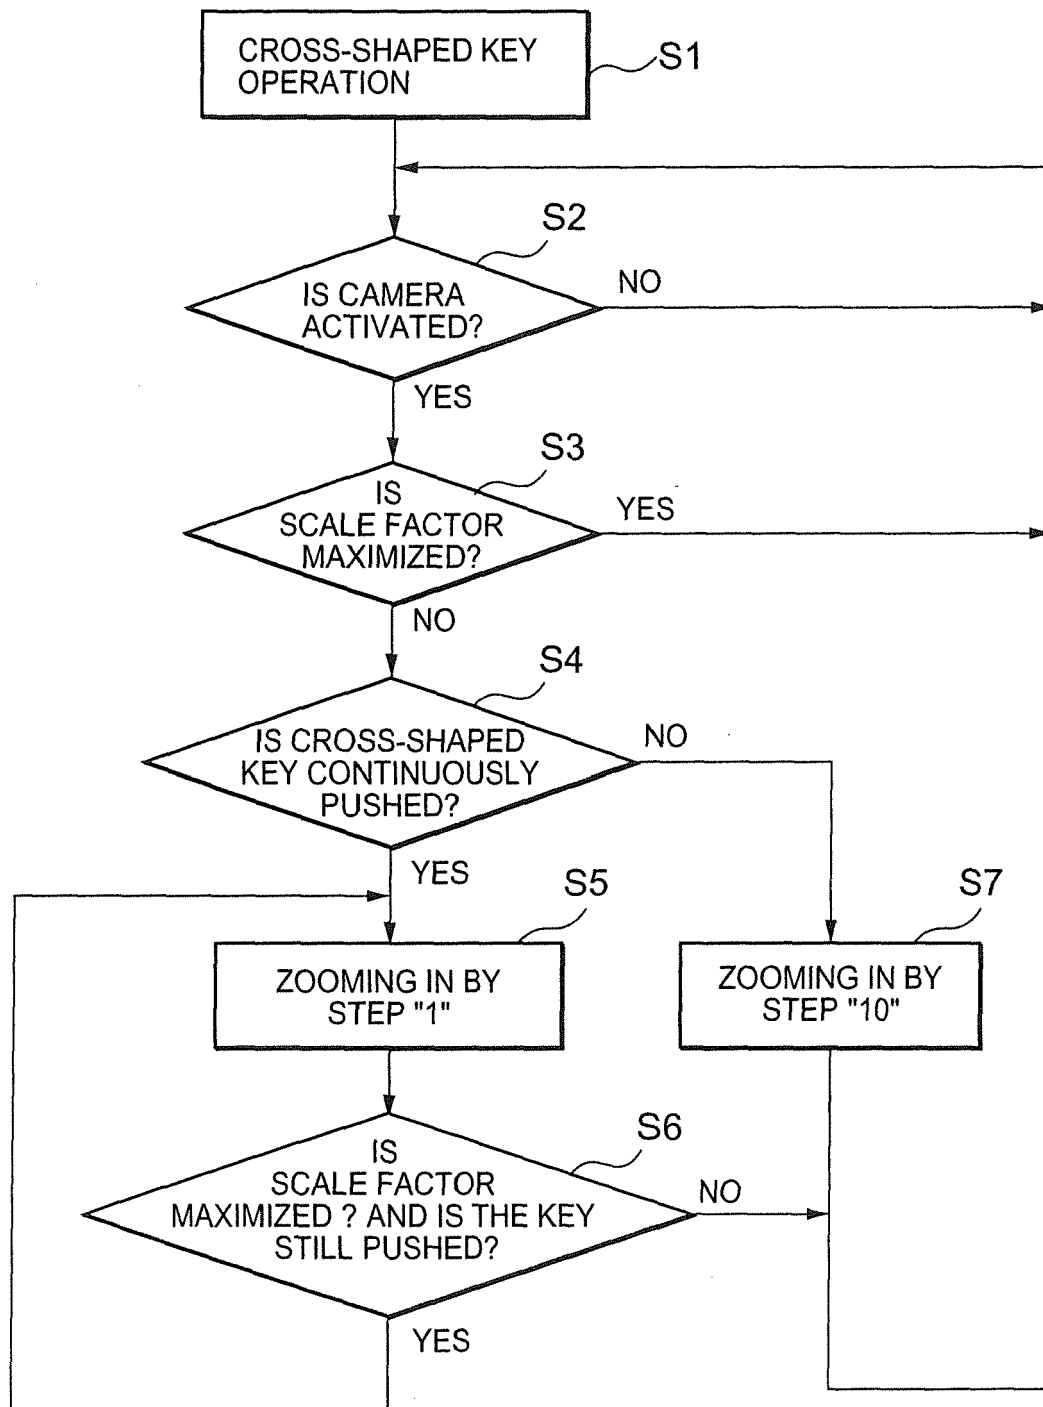 CROSS-SHAPED KEY
OPERATION
S1
S2
IS CAMERA
ACTIVATED?
NO
YES
S3
IS
SCALE FACTOR
MAXIMIZED?
YES
NO
S4
IS CROSS-SHAPED
KEY CONTINUOUSLY
PUSHED?
NO
YES
S5
ZOOMING IN BY
STEP "1"
S7
ZOOMING IN BY
STEP "10"
S6
IS
SCALE FACTOR
MAXIMIZED ? AND IS THE KEY
STILL PUSHED?
NO
YES